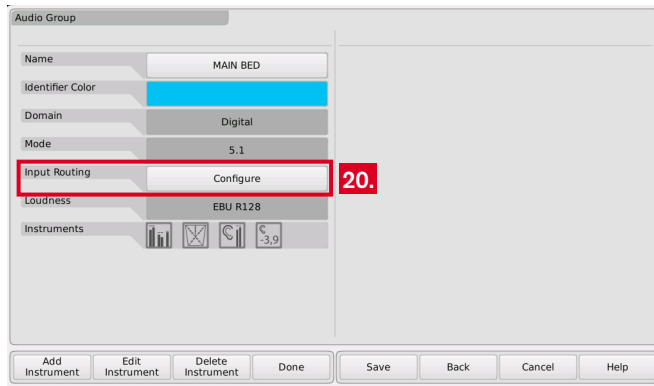 Audio Group
Name
MAIN BED
Identifier Color
Domain
Digital
Mode
5.1
Input Routing
Configure
20.
Loudness
EBU R128
Instruments
-3,9
Add
Instrument
Edit
Instrument
Delete
Instrument
Done
Save
Back
Cancel
Help